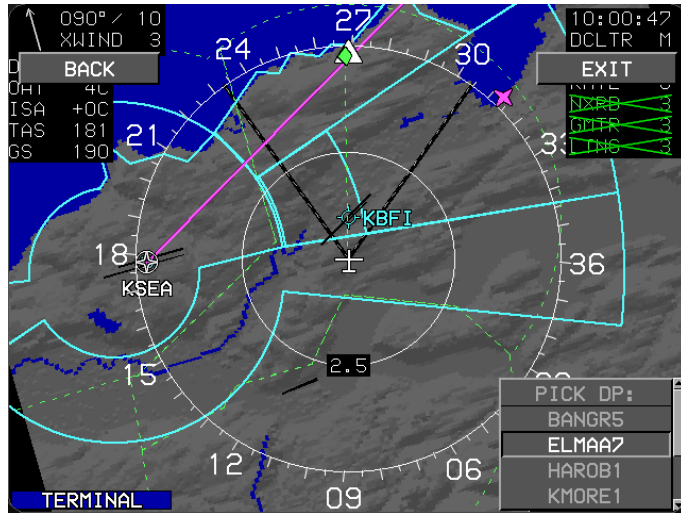 090°/ 10
XWIND 3
BACK
OAT 4C
ISA +0C
TAS 181
GS 190
10:00:47
DCLTR M
EXIT
NXRD 3
GMTR 3
LTNG 3
27
24
30
21
33
18
36
15
12
09
06
KBFI
KSEA
2.5
PICK DP:
BANGR5
ELMAA7
HAROB1
KMORE1
TERMINAL